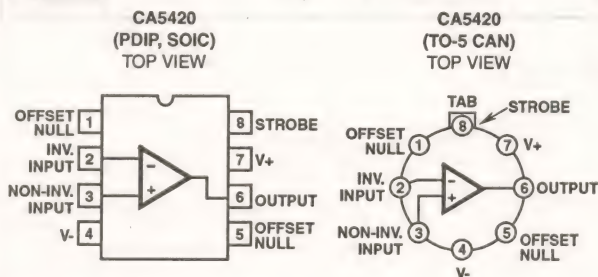 CA5420
(PDIP, SOIC)
TOP VIEW
OFFSET
NULL
1
8
STROBE
INV.
INPUT
2
7
V+
NON-INV.
INPUT
3
6
OUTPUT
V-
4
5
OFFSET
NULL
−
+
CA5420
(TO-5 CAN)
TOP VIEW
TAB
STROBE
8
OFFSET
NULL
1
7
V+
INV.
INPUT
2
6
OUTPUT
NON-INV.
INPUT
3
5
OFFSET
NULL
4
V-
−
+